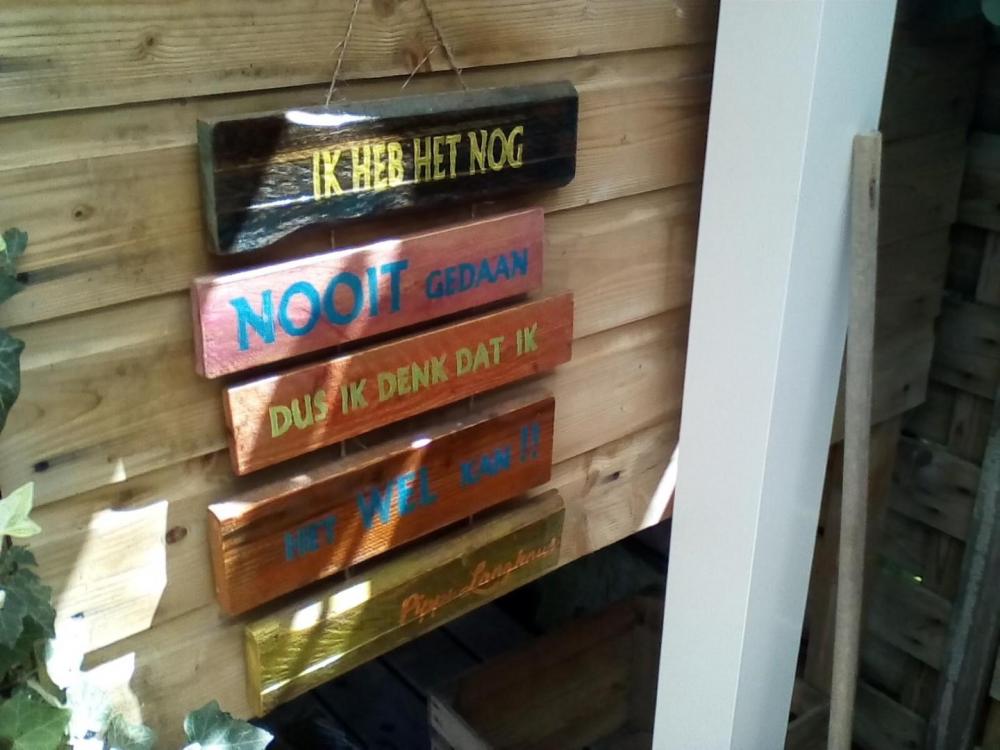 IK HEB HET NOG
NOOIT GEDAAN
DUS IK DENK DAT IK
HET WEL KAN !!
Pippi Langkous